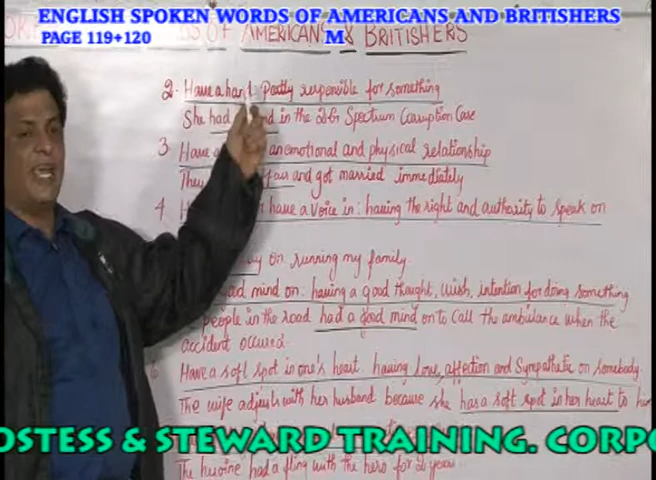 ENGLISH SPOKEN WORDS OF AMERICANS AND BRITISHERS
PAGE 119+120 M
OF AMERICANS & BRITISHERS
2. Have a hand: Partly responsible for something
She had in the 2G Spectrum Corruption Case
3 Have a an emotional and physical relationship
They and got married immediately
4 have a voice in: having the right and authority to speak on
on running my family.
mind on: having a good thought, wish, intention for doing something
people in the road had a good mind on to call the ambulance when the
accident occured.
6 Have a soft spot in one's heart. having love, affection and Sympathetic on somebody
The wife adjusts with her husband because she has a soft spot in her heart to him
OSTESS & STEWARD TRAINING. CORPO
The heroine had a fling with the hero for 2 years